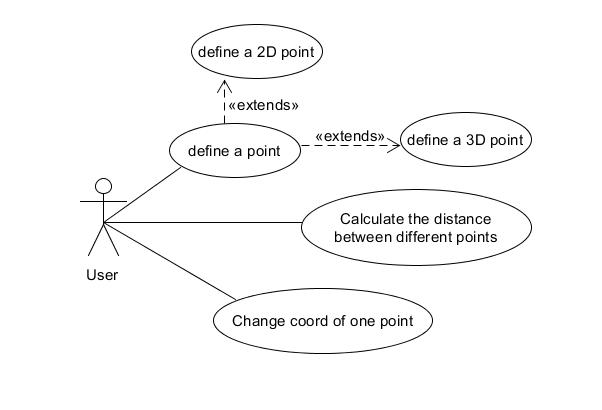 define a 2D point
«extends»
«extends»
define a 3D point
define a point
Calculate the distance
between different points
User
Change coord of one point